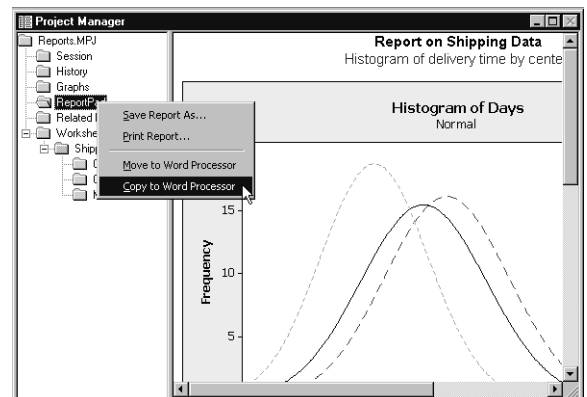 Project Manager
Reports.MPJ
Session
History
Graphs
ReportPad
Related
Worksheets
Save Report As...
Print Report...
Move to Word Processor
Copy to Word Processor
Report on Shipping Data
Histogram of delivery time by cente
Histogram of Days
Normal
Frequency
15
10
5